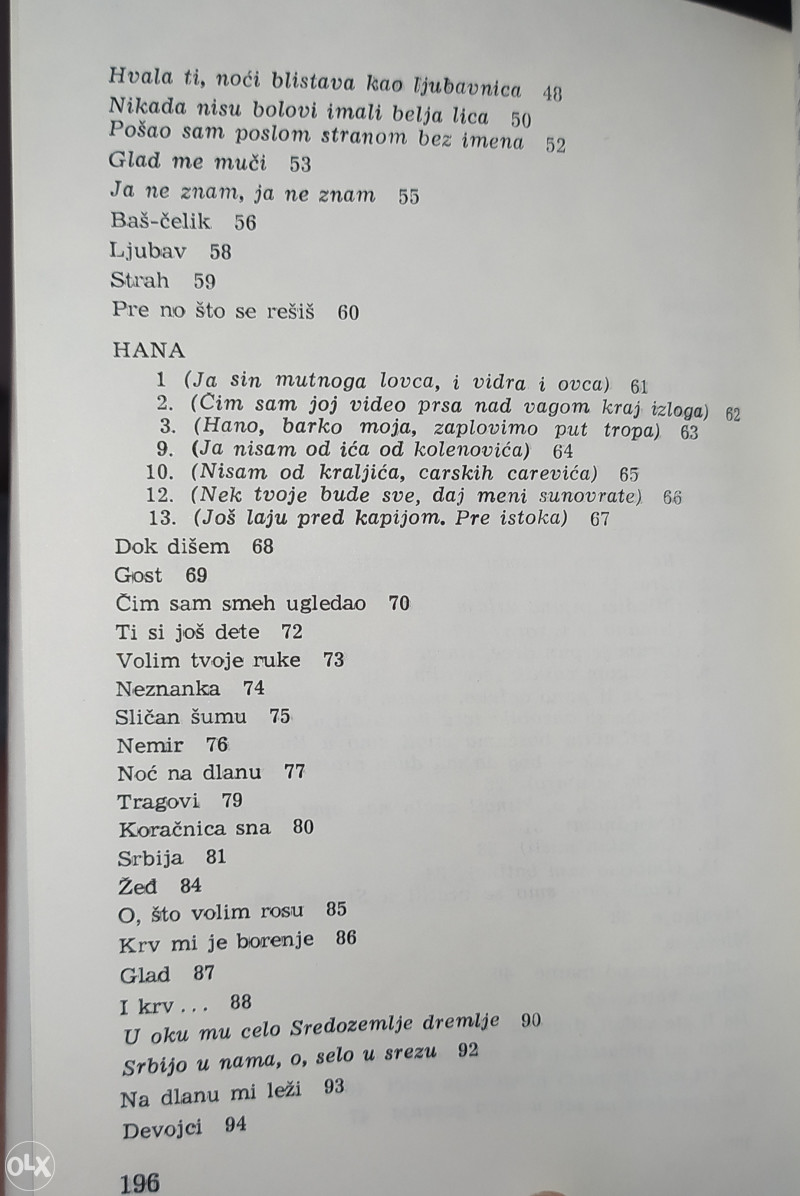 Hvala ti, noći blistava kao ljubavnica 48
Nikada nisu bolovi imali belja lica 50
Pošao sam poslom stranom bez imena 52
Glad me muči 53
Ja ne znam, ja ne znam 55
Baš-čelik 56
Ljubav 58
Strah 59
Pre no što se rešiš 60
HANA
1 (Ja sin mutnoga lovca, i vidra i ovca) 61
2. (Čim sam joj video prsa nad vagom kraj izloga) 62
3. (Hano, barko moja, zaplovimo put tropa) 63
9. (Ja nisam od ića od kolenovića) 64
10. (Nisam od kraljića, carskih carevića) 65
12. (Nek tvoje bude sve, daj meni sunovrate) 66
13. (Još laju pred kapijom. Pre istoka) 67
Dok dišem 68
Gost 69
Čim sam smeh ugledao 70
Ti si još dete 72
Volim tvoje ruke 73
Neznanka 74
Sličan šumu 75
Nemir 76
Noć na dlanu 77
Tragovi 79
Koračnica sna 80
Srbija 81
Žeđ 84
O, što volim rosu 85
Krv mi je borenje 86
Glad 87
I krv... 88
U oku mu celo Sredozemlje dremlje 90
Srbijo u nama, o, selo u srezu 92
Na dlanu mi leži 93
Devojci 94
196
OLX